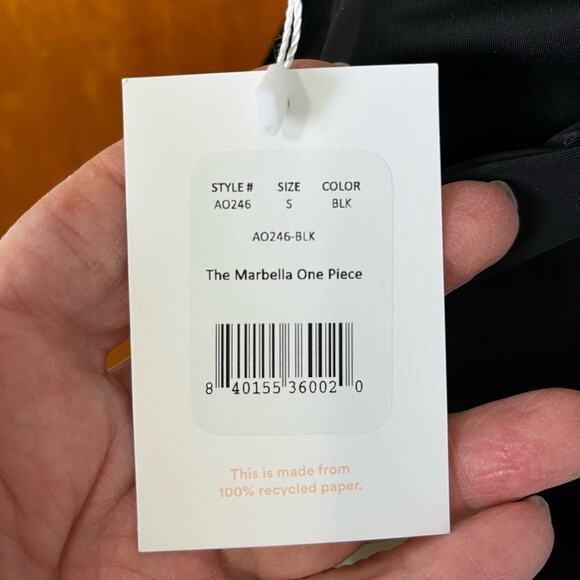 STYLE # SIZE COLOR
AO246 S BLK
AO246-BLK
The Marbella One Piece
8 40155 36002 0
This is made from
100% recycled paper.